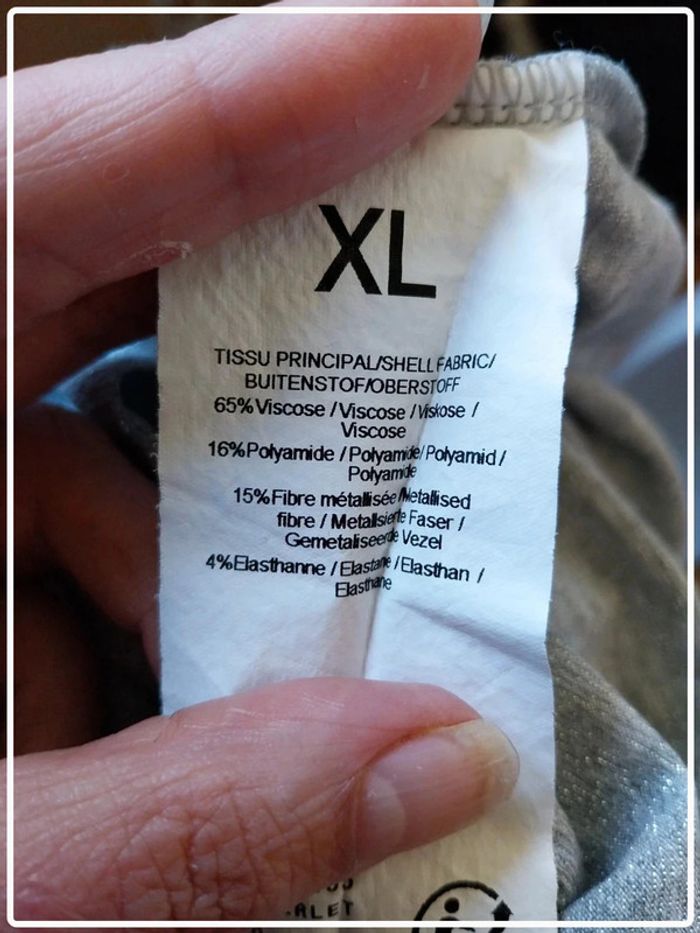 XL
TISSU PRINCIPAL/SHELL FABRIC/
BUITENSTOF/OBERSTOFF
65%Viscose / Viscose / Viskose /
Viscose
16%Polyamide / Polyamide / Polyamid /
Polyamide
15%Fibre métallisée/Metallised
fibre / Metallsierte Faser /
Gemetaliseerde Vezel
4%Elasthanne / Elastane / Elasthan /
Elasthane